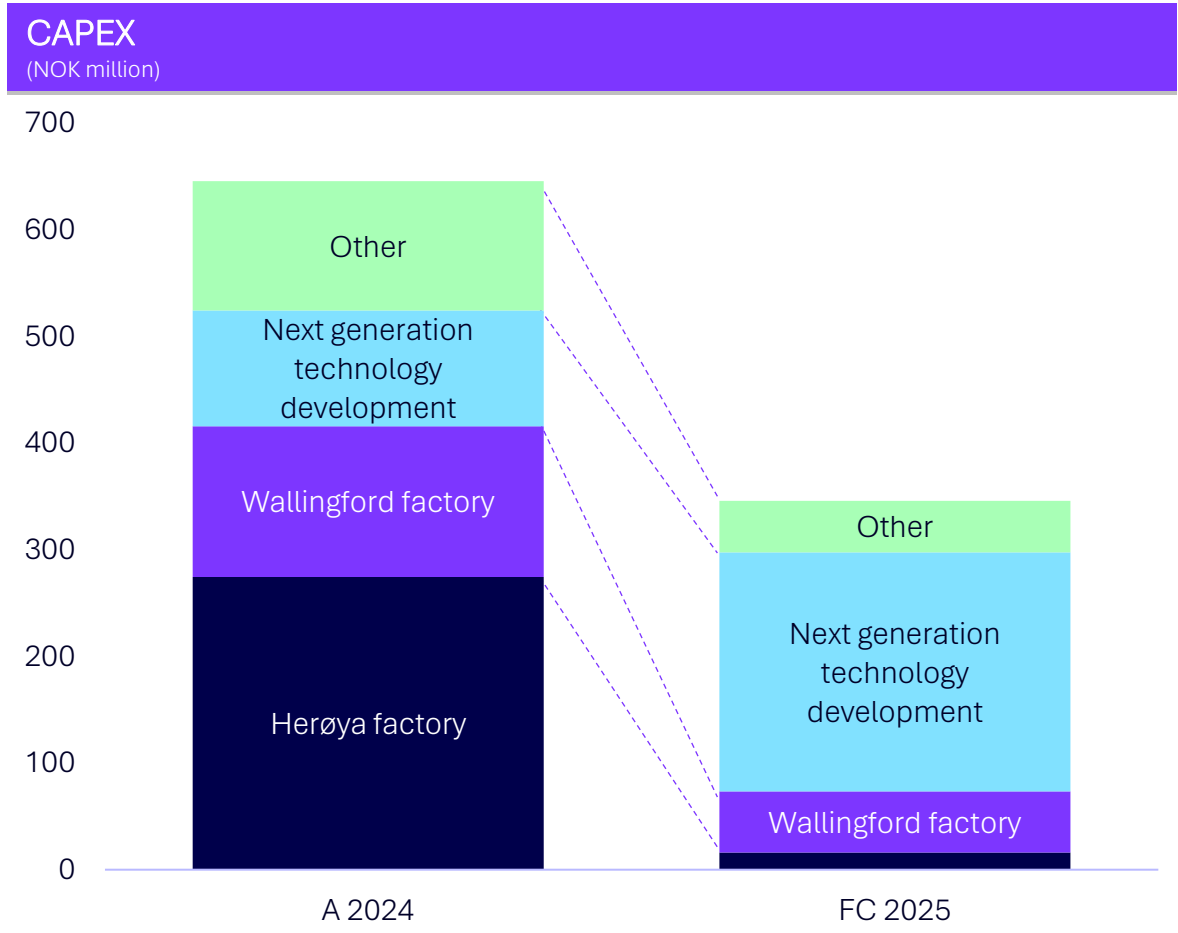 CAPEX
(NOK million)
700
600
500
400
300
200
100
0
Other
Next generation
technology
development
Wallingford factory
Herøya factory
Other
Next generation
technology
development
Wallingford factory
A 2024
FC 2025